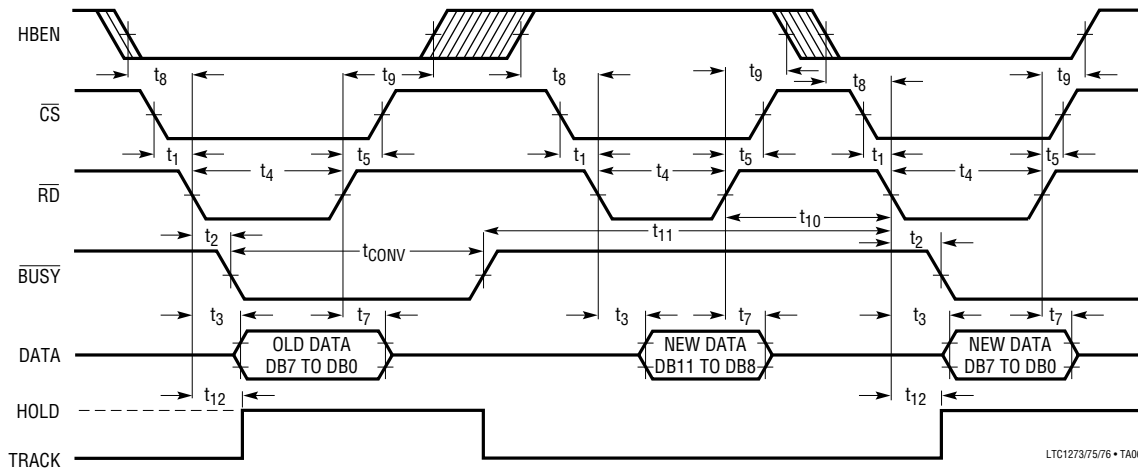 HBEN
t8 t9 t8 t9 t8 t9
CS
t1 t4 t5 t1 t4 t5 t1 t4 t5
RD
t2 tCONV t11 t10 t2
BUSY
t3 t7 t3 t7 t3 t7
DATA
OLD DATA
DB7 TO DB0
NEW DATA
DB11 TO DB8
NEW DATA
DB7 TO DB0
t12 t12
HOLD
TRACK
LTC1273/75/76 •